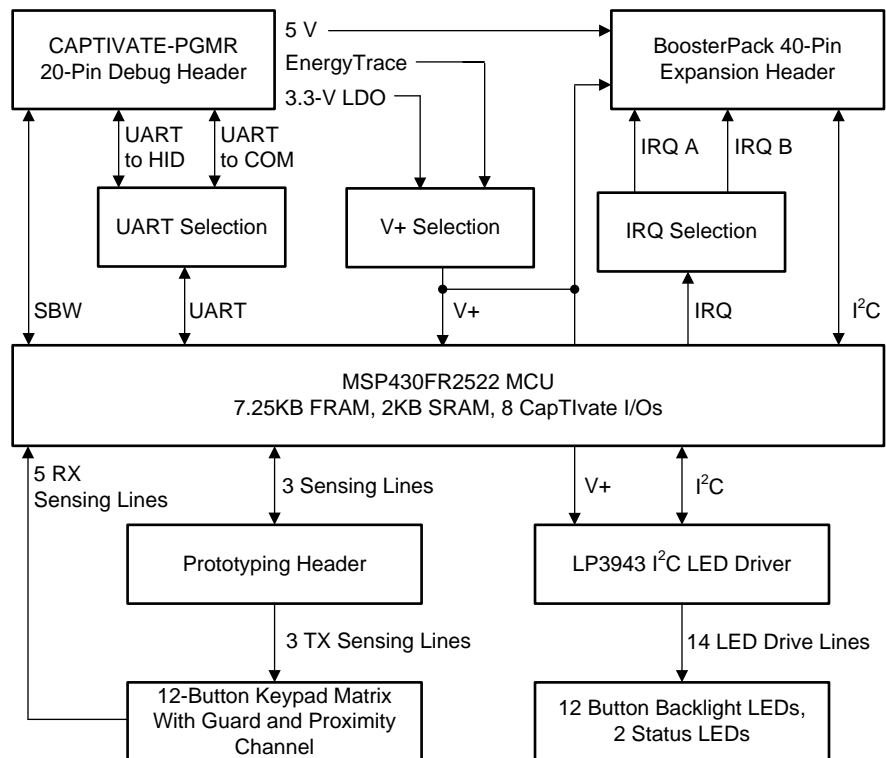 CAPTIVATE-PGMR
20-Pin Debug Header
5 V
EnergyTrace
3.3-V LDO
BoosterPack 40-Pin
Expansion Header
UART
to HID
UART
to COM
IRQ A
IRQ B
UART Selection
V+ Selection
IRQ Selection
SBW
UART
V+
IRQ
I²C
MSP430FR2522 MCU
7.25KB FRAM, 2KB SRAM, 8 CapTIvate I/Os
5 RX
Sensing Lines
3 Sensing Lines
V+
I²C
Prototyping Header
LP3943 I²C LED Driver
3 TX Sensing Lines
14 LED Drive Lines
12-Button Keypad Matrix
With Guard and Proximity
Channel
12 Button Backlight LEDs,
2 Status LEDs